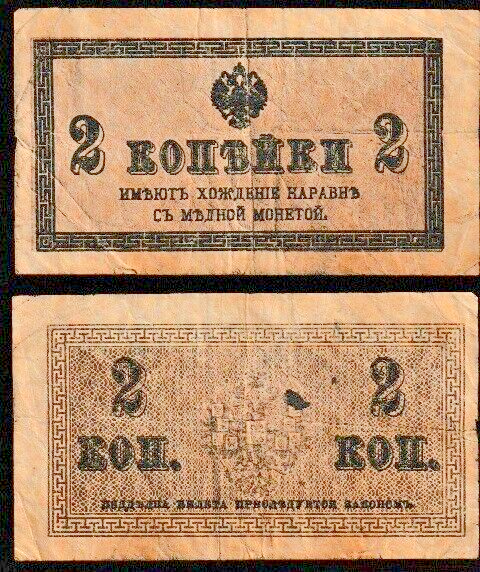 2 КОПѢЙКИ 2
ИМѢЮТЪ ХОЖДЕНІЕ НАРАВНѢ
СЪ МѢДНОЙ МОНЕТОЙ.
2 2
КОП. КОП.
ПОДДѢЛКА БИЛЕТА ПРЕСЛѢДУЕТСЯ ЗАКОНОМЪ.